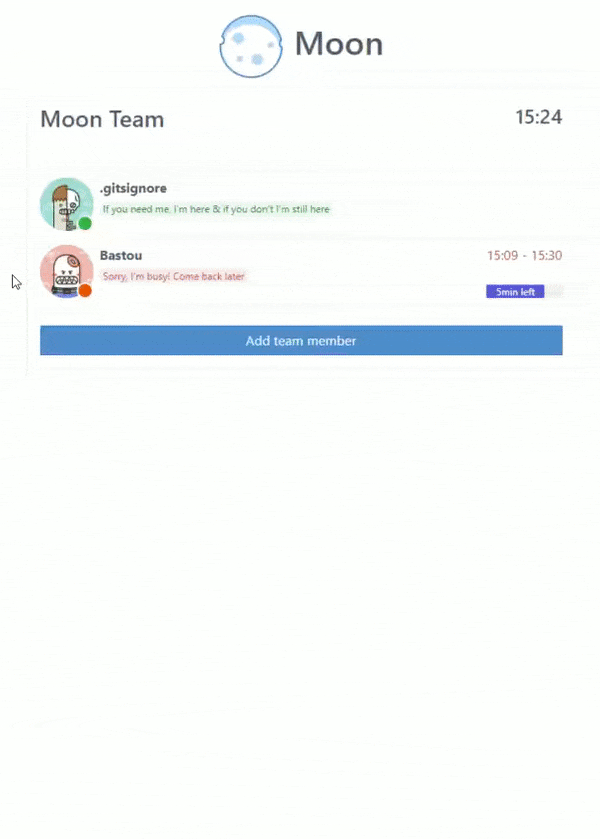 Moon
Moon Team
15:24
.gitsignore
If you need me, I'm here & if you don't I'm still here
Bastou
15:09 - 15:30
Sorry, I'm busy! Come back later
5min left
Add team member